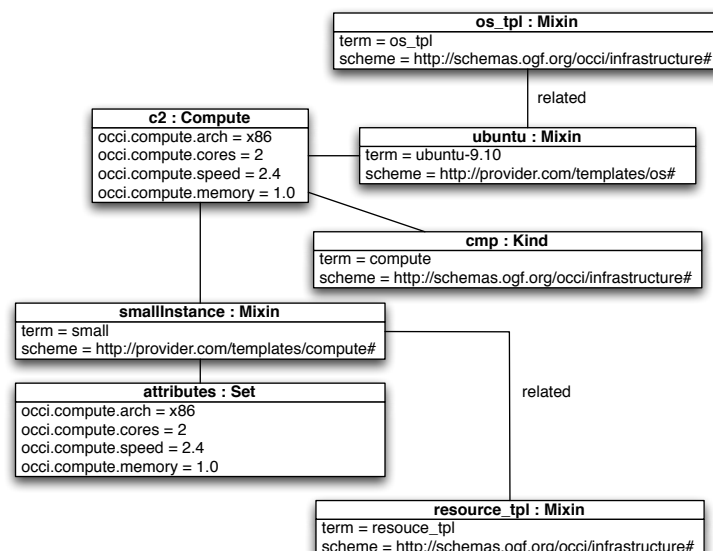 os_tpl : Mixin
term = os_tpl
scheme = http://schemas.ogf.org/occi/infrastructure#
related
c2 : Compute
occi.compute.arch = x86
occi.compute.cores = 2
occi.compute.speed = 2.4
occi.compute.memory = 1.0
ubuntu : Mixin
term = ubuntu-9.10
scheme = http://provider.com/templates/os#
cmp : Kind
term = compute
scheme = http://schemas.ogf.org/occi/infrastructure#
smallInstance : Mixin
term = small
scheme = http://provider.com/templates/compute#
attributes : Set
occi.compute.arch = x86
occi.compute.cores = 2
occi.compute.speed = 2.4
occi.compute.memory = 1.0
related
resource_tpl : Mixin
term = resouce_tpl
scheme = http://schemas.ogf.org/occi/infrastructure#